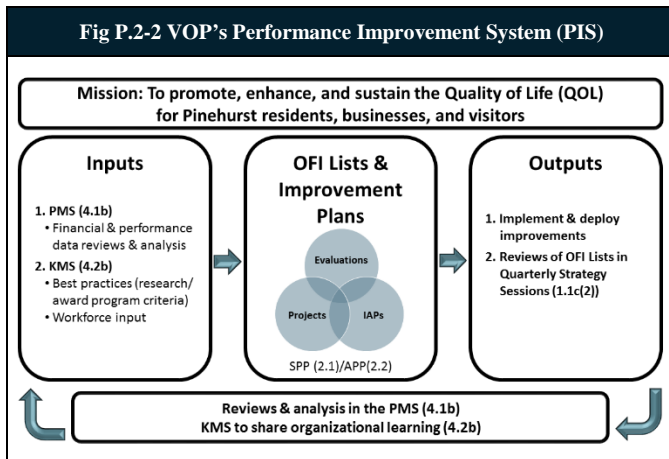 Fig P.2-2 VOP’s Performance Improvement System (PIS)
Mission: To promote, enhance, and sustain the Quality of Life (QOL)
for Pinehurst residents, businesses, and visitors
Inputs
1. PMS (4.1b)
• Financial & performance
data reviews & analysis
2. KMS (4.2b)
• Best practices (research/
award program criteria)
• Workforce input
OFI Lists &
Improvement
Plans
Evaluations
Projects
IAPs
SPP (2.1)/APP(2.2)
Outputs
1. Implement & deploy
improvements
2. Reviews of OFI Lists in
Quarterly Strategy
Sessions (1.1c(2))
Reviews & analysis in the PMS (4.1b)
KMS to share organizational learning (4.2b)